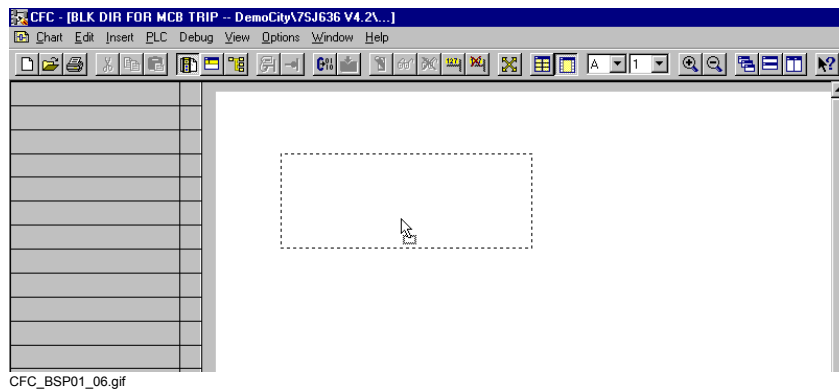 CFC - [BLK DIR FOR MCB TRIP -- DemoCity\7SJ636 V4.2\...]
Chart Edit Insert PLC Debug View Options Window Help
A 1
CFC_BSP01_06.gif